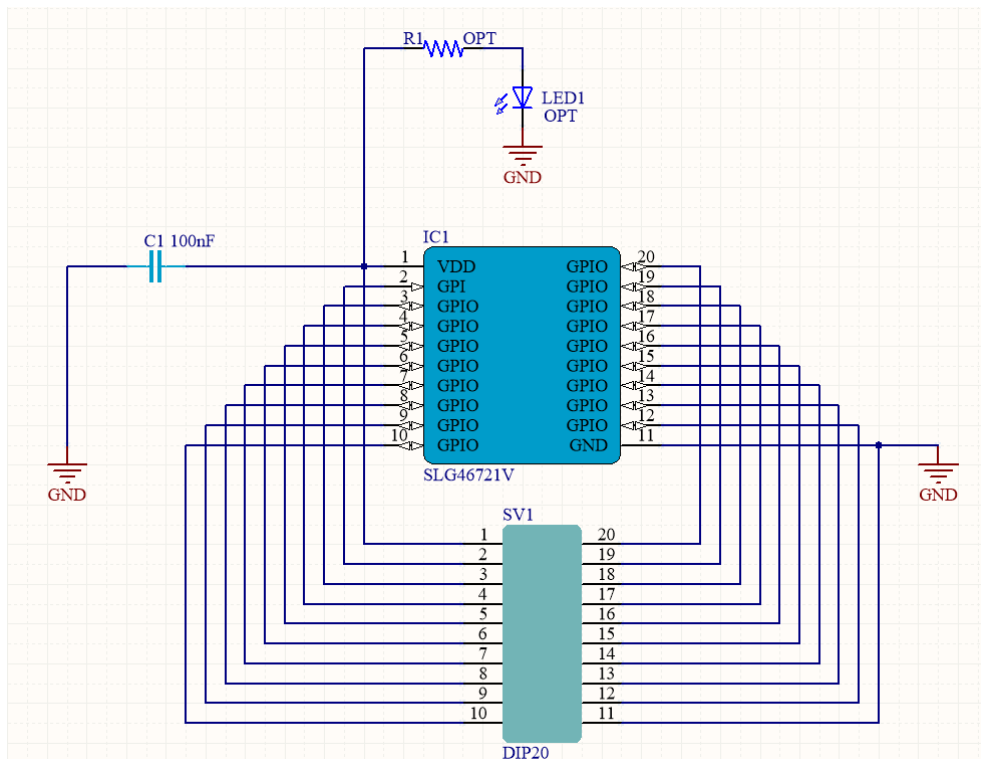 R1 OPT
LED1
OPT
GND
C1 100nF
IC1
1 VDD GPIO 20
2 GPI GPIO 19
3 GPIO GPIO 18
4 GPIO GPIO 17
5 GPIO GPIO 16
6 GPIO GPIO 15
7 GPIO GPIO 14
8 GPIO GPIO 13
9 GPIO GPIO 12
10 GPIO GND 11
SLG46721V
GND GND
SV1
1 20
2 19
3 18
4 17
5 16
6 15
7 14
8 13
9 12
10 11
DIP20